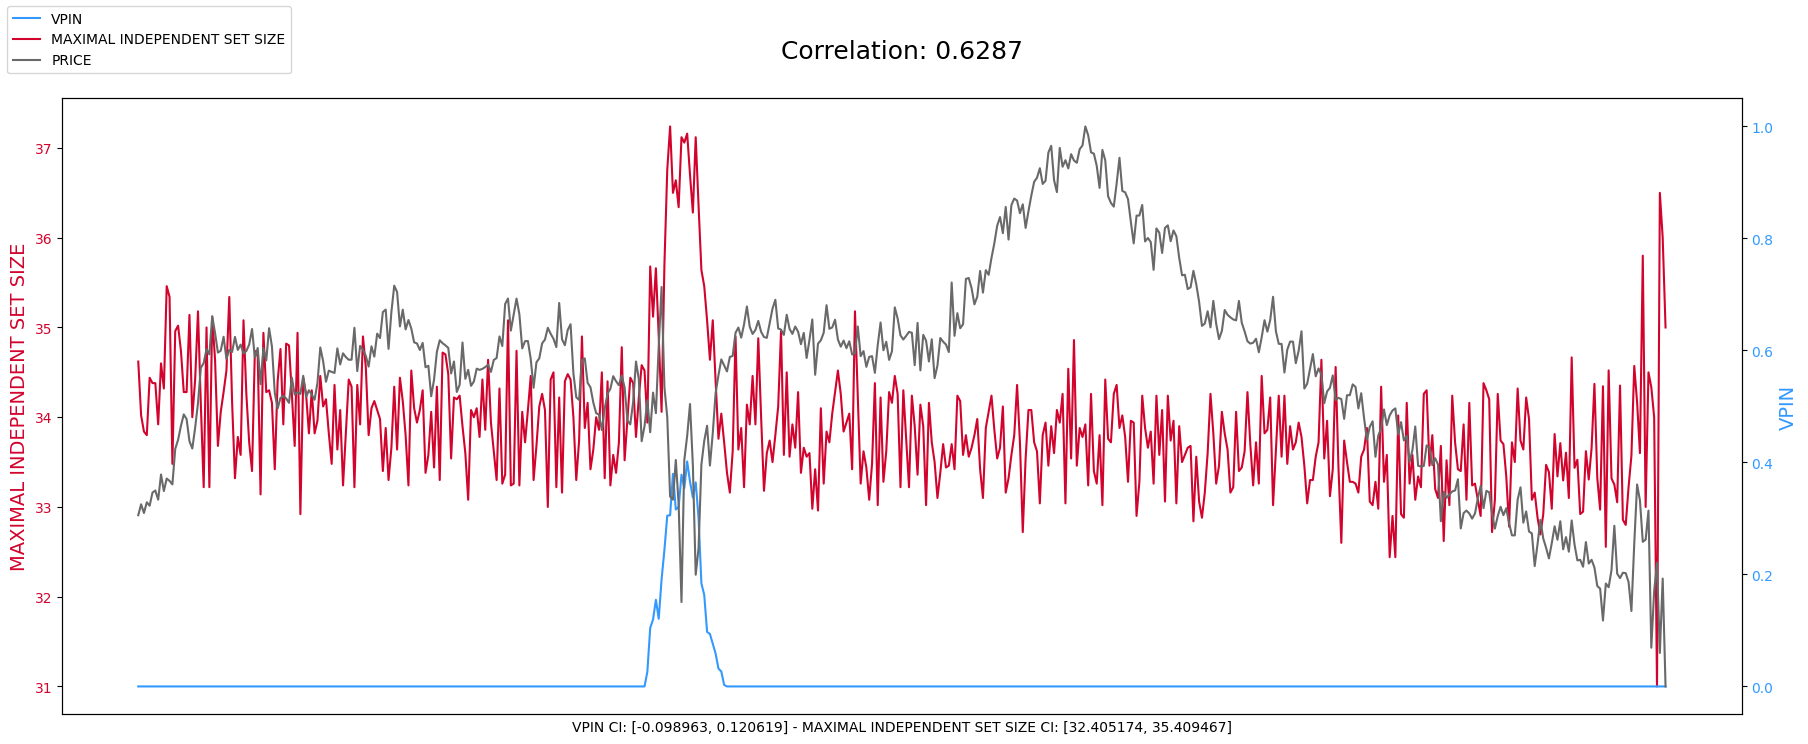 VPIN
MAXIMAL INDEPENDENT SET SIZE
PRICE
Correlation: 0.6287
MAXIMAL INDEPENDENT SET SIZE
37
36
35
34
33
32
31
1.0
0.8
0.6
0.4
0.2
0.0
VPIN
VPIN CI: [-0.098963, 0.120619] - MAXIMAL INDEPENDENT SET SIZE CI: [32.405174, 35.409467]